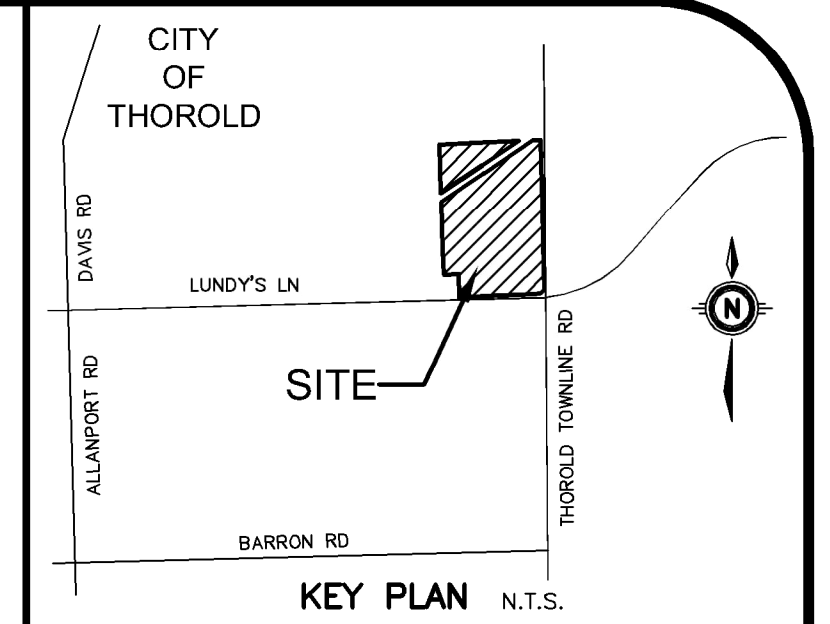 CITY
OF
THOROLD
DAVIS RD
LUNDY'S LN
N
SITE
THOROLD TOWNLINE RD
ALLANPORT RD
BARRON RD
KEY PLAN N.T.S.